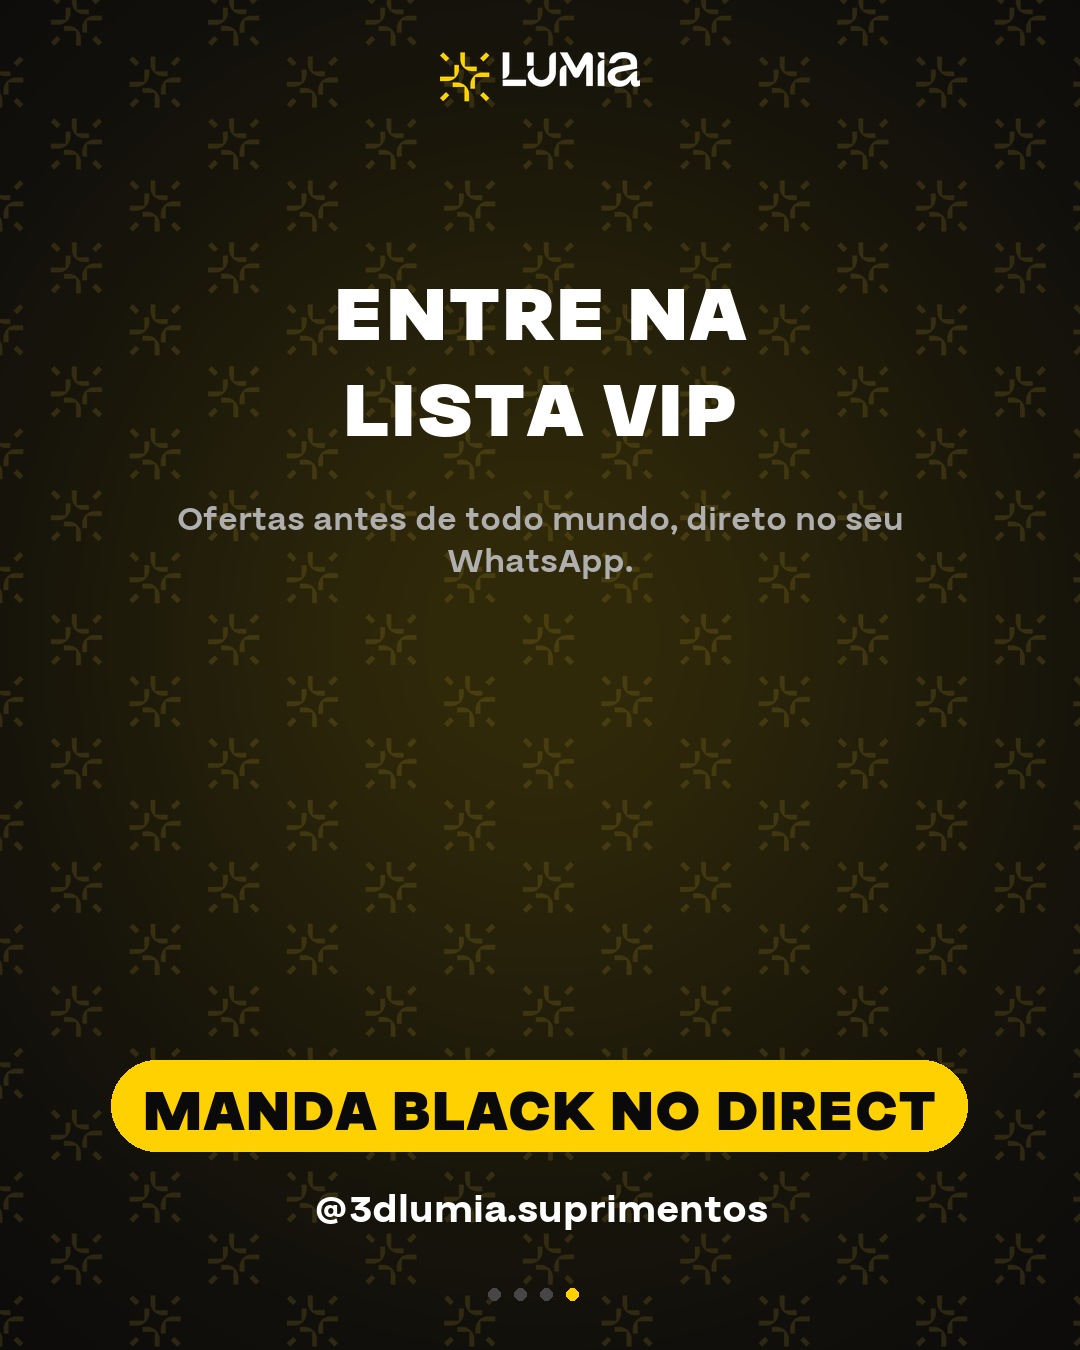 LUMia
ENTRE NA
LISTA VIP
Ofertas antes de todo mundo, direto no seu
WhatsApp.
MANDA BLACK NO DIRECT
@3dlumia.suprimentos